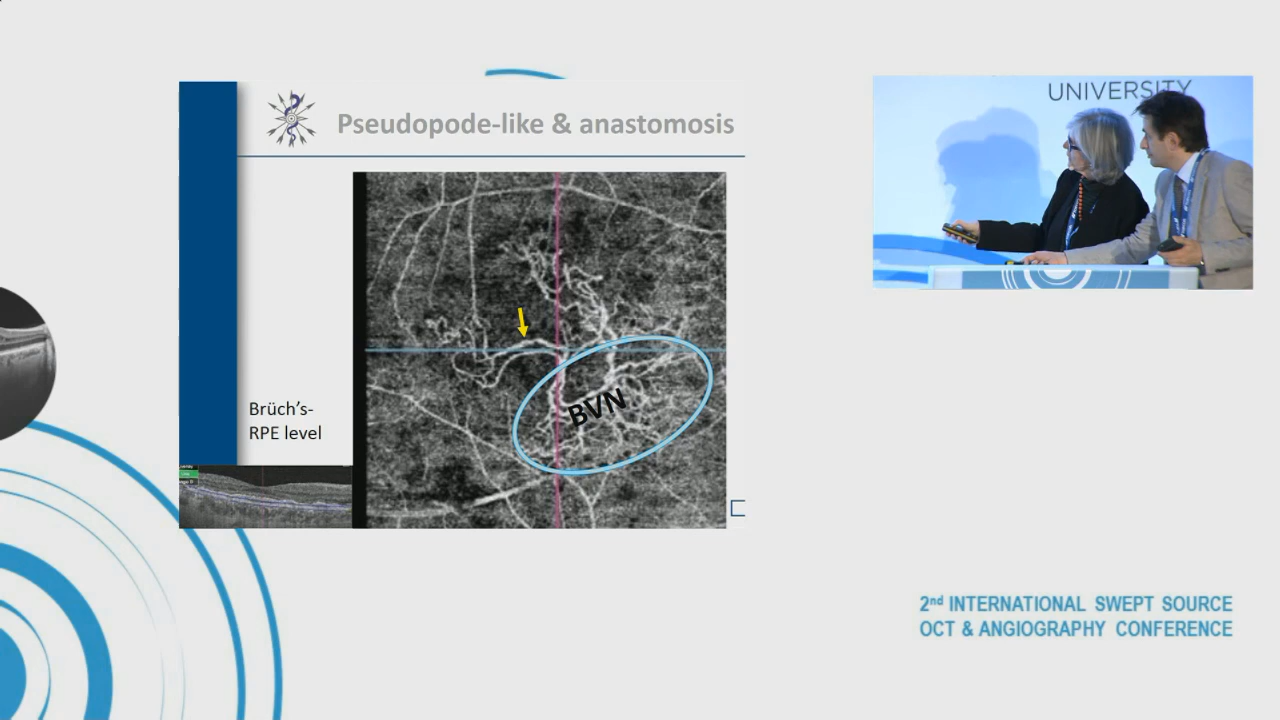 UNIVERSITY
Pseudopode-like & anastomosis
BVN
Brüch's-
RPE level
2nd INTERNATIONAL SWEPT SOURCE
OCT & ANGIOGRAPHY CONFERENCE